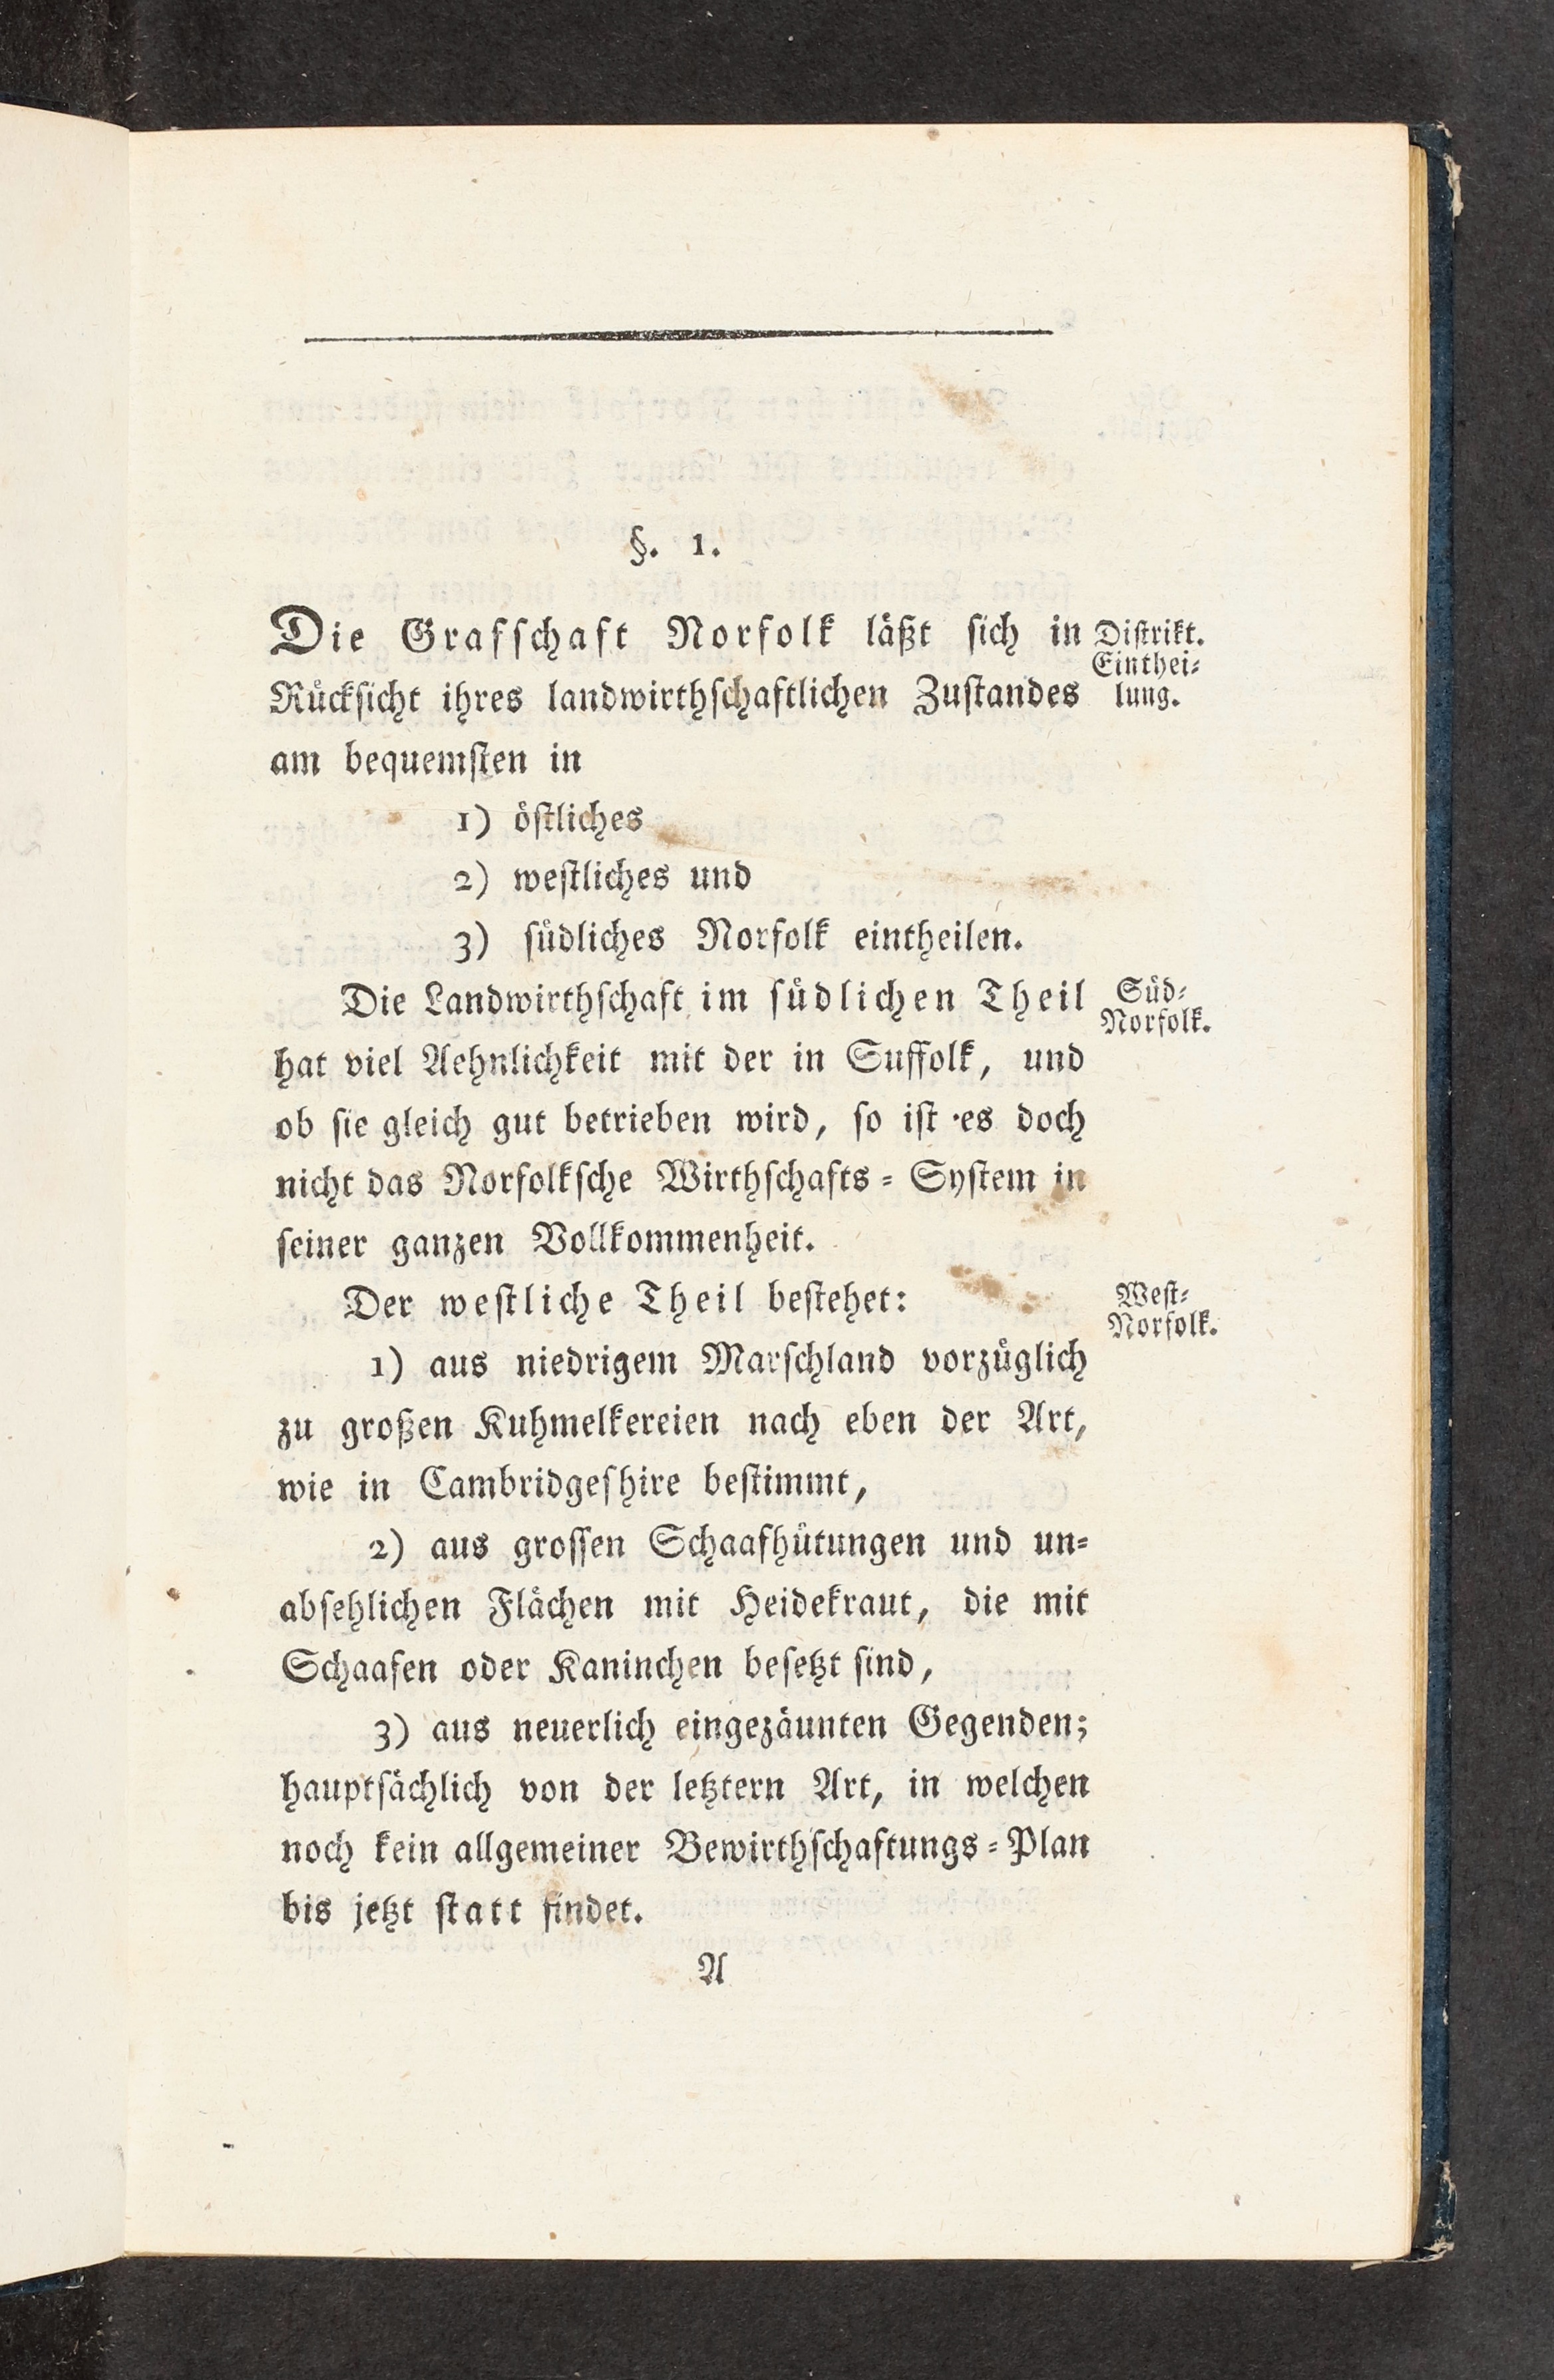 §. 1.
Die Grafschaft Norfolk läßt sich in
Rücksicht ihres landwirthschaftlichen Zustandes
am bequemsten in
Distrikt.
Einthei-
lung.
1) östliches
2) westliches und
3) südliches Norfolk eintheilen.
Die Landwirthschaft im südlichen Theil
hat viel Aehnlichkeit mit der in Suffolk, und
ob sie gleich gut betrieben wird, so ist es doch
nicht das Norfolksche Wirthschafts-System in
seiner ganzen Vollkommenheit.
Süd-
Norfolk.
Der westliche Theil bestehet:
West-
Norfolk.
1) aus niedrigem Marschland vorzüglich
zu großen Kuhmelkereien nach eben der Art,
wie in Cambridgeshire bestimmt,
2) aus grossen Schaafhütungen und un-
absehlichen Flächen mit Heidekraut, die mit
Schaafen oder Kaninchen besetzt sind,
3) aus neuerlich eingezäunten Gegenden;
hauptsächlich von der letztern Art, in welchen
noch kein allgemeiner Bewirthschaftungs-Plan
bis jetzt statt findet.
A